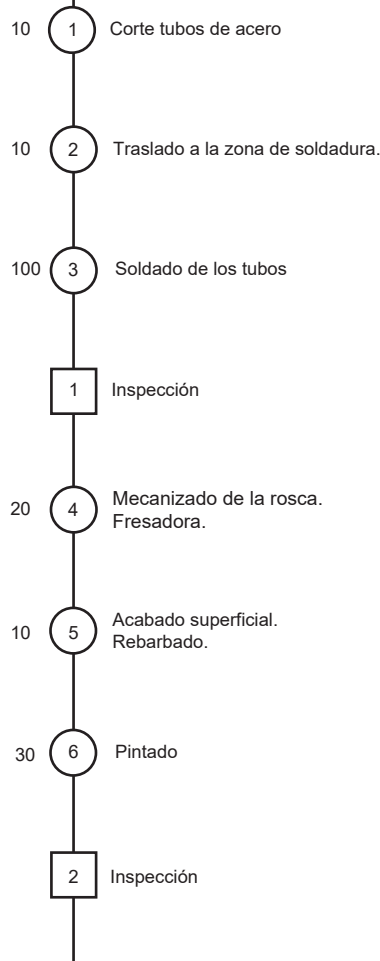 10 1 Corte tubos de acero
10 2 Traslado a la zona de soldadura.
100 3 Soldado de los tubos
1 Inspección
20 4 Mecanizado de la rosca.
Fresadora.
10 5 Acabado superficial.
Rebarbado.
30 6 Pintado
2 Inspección